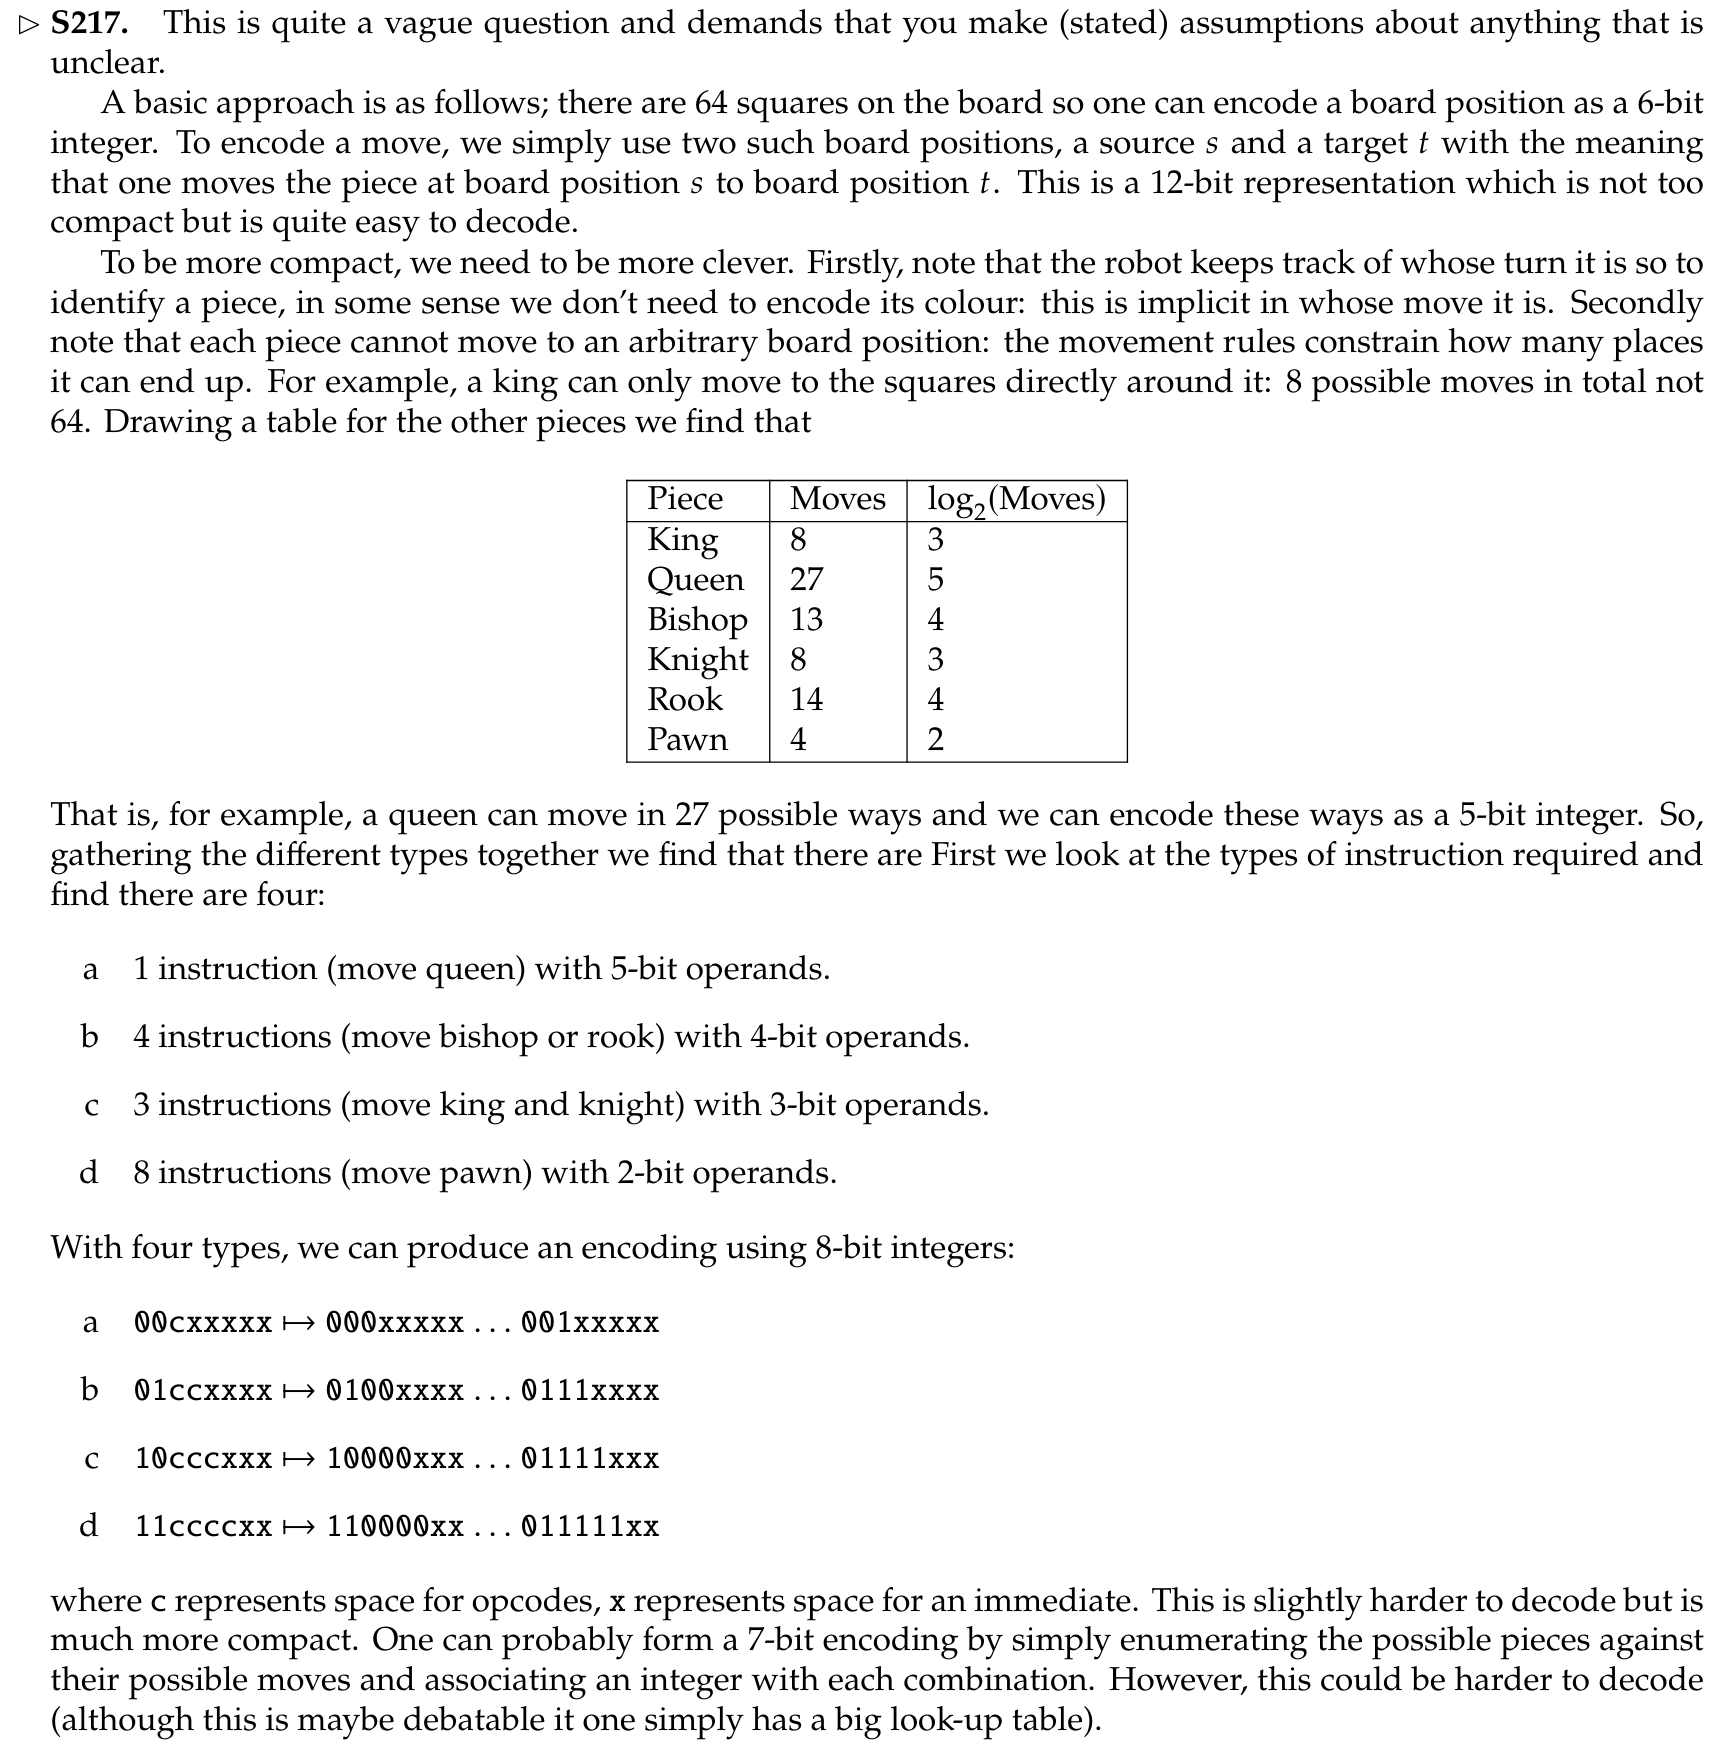 ▷ S217. This is quite a vague question and demands that you make (stated) assumptions about anything that is
unclear.
A basic approach is as follows; there are 64 squares on the board so one can encode a board position as a 6-bit
integer. To encode a move, we simply use two such board positions, a source s and a target t with the meaning
that one moves the piece at board position s to board position t. This is a 12-bit representation which is not too
compact but is quite easy to decode.
To be more compact, we need to be more clever. Firstly, note that the robot keeps track of whose turn it is so to
identify a piece, in some sense we don't need to encode its colour: this is implicit in whose move it is. Secondly
note that each piece cannot move to an arbitrary board position: the movement rules constrain how many places
it can end up. For example, a king can only move to the squares directly around it: 8 possible moves in total not
64. Drawing a table for the other pieces we find that
Piece Moves log₂(Moves)
King 8 3
Queen 27 5
Bishop 13 4
Knight 8 3
Rook 14 4
Pawn 4 2
That is, for example, a queen can move in 27 possible ways and we can encode these ways as a 5-bit integer. So,
gathering the different types together we find that there are First we look at the types of instruction required and
find there are four:
a 1 instruction (move queen) with 5-bit operands.
b 4 instructions (move bishop or rook) with 4-bit operands.
c 3 instructions (move king and knight) with 3-bit operands.
d 8 instructions (move pawn) with 2-bit operands.
With four types, we can produce an encoding using 8-bit integers:
a 00cxxxxx ↦ 000xxxxx ... 001xxxxx
b 01ccxxxx ↦ 0100xxxx ... 0111xxxx
c 10cccxxx ↦ 10000xxx ... 01111xxx
d 11ccccxx ↦ 110000xx ... 011111xx
where c represents space for opcodes, x represents space for an immediate. This is slightly harder to decode but is
much more compact. One can probably form a 7-bit encoding by simply enumerating the possible pieces against
their possible moves and associating an integer with each combination. However, this could be harder to decode
(although this is maybe debatable it one simply has a big look-up table).